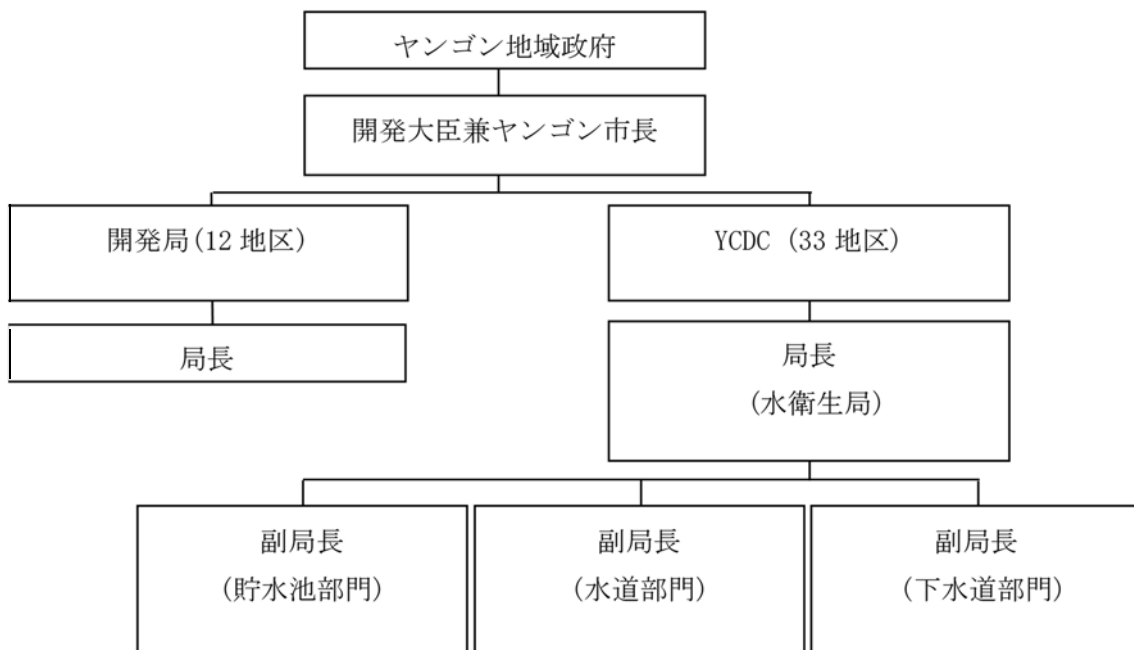 ヤンゴン地域政府
開発大臣兼ヤンゴン市長
開発局(12 地区)
YCDC (33 地区)
局長
局長
(水衛生局)
副局長
(貯水池部門)
副局長
(水道部門)
副局長
(下水道部門)